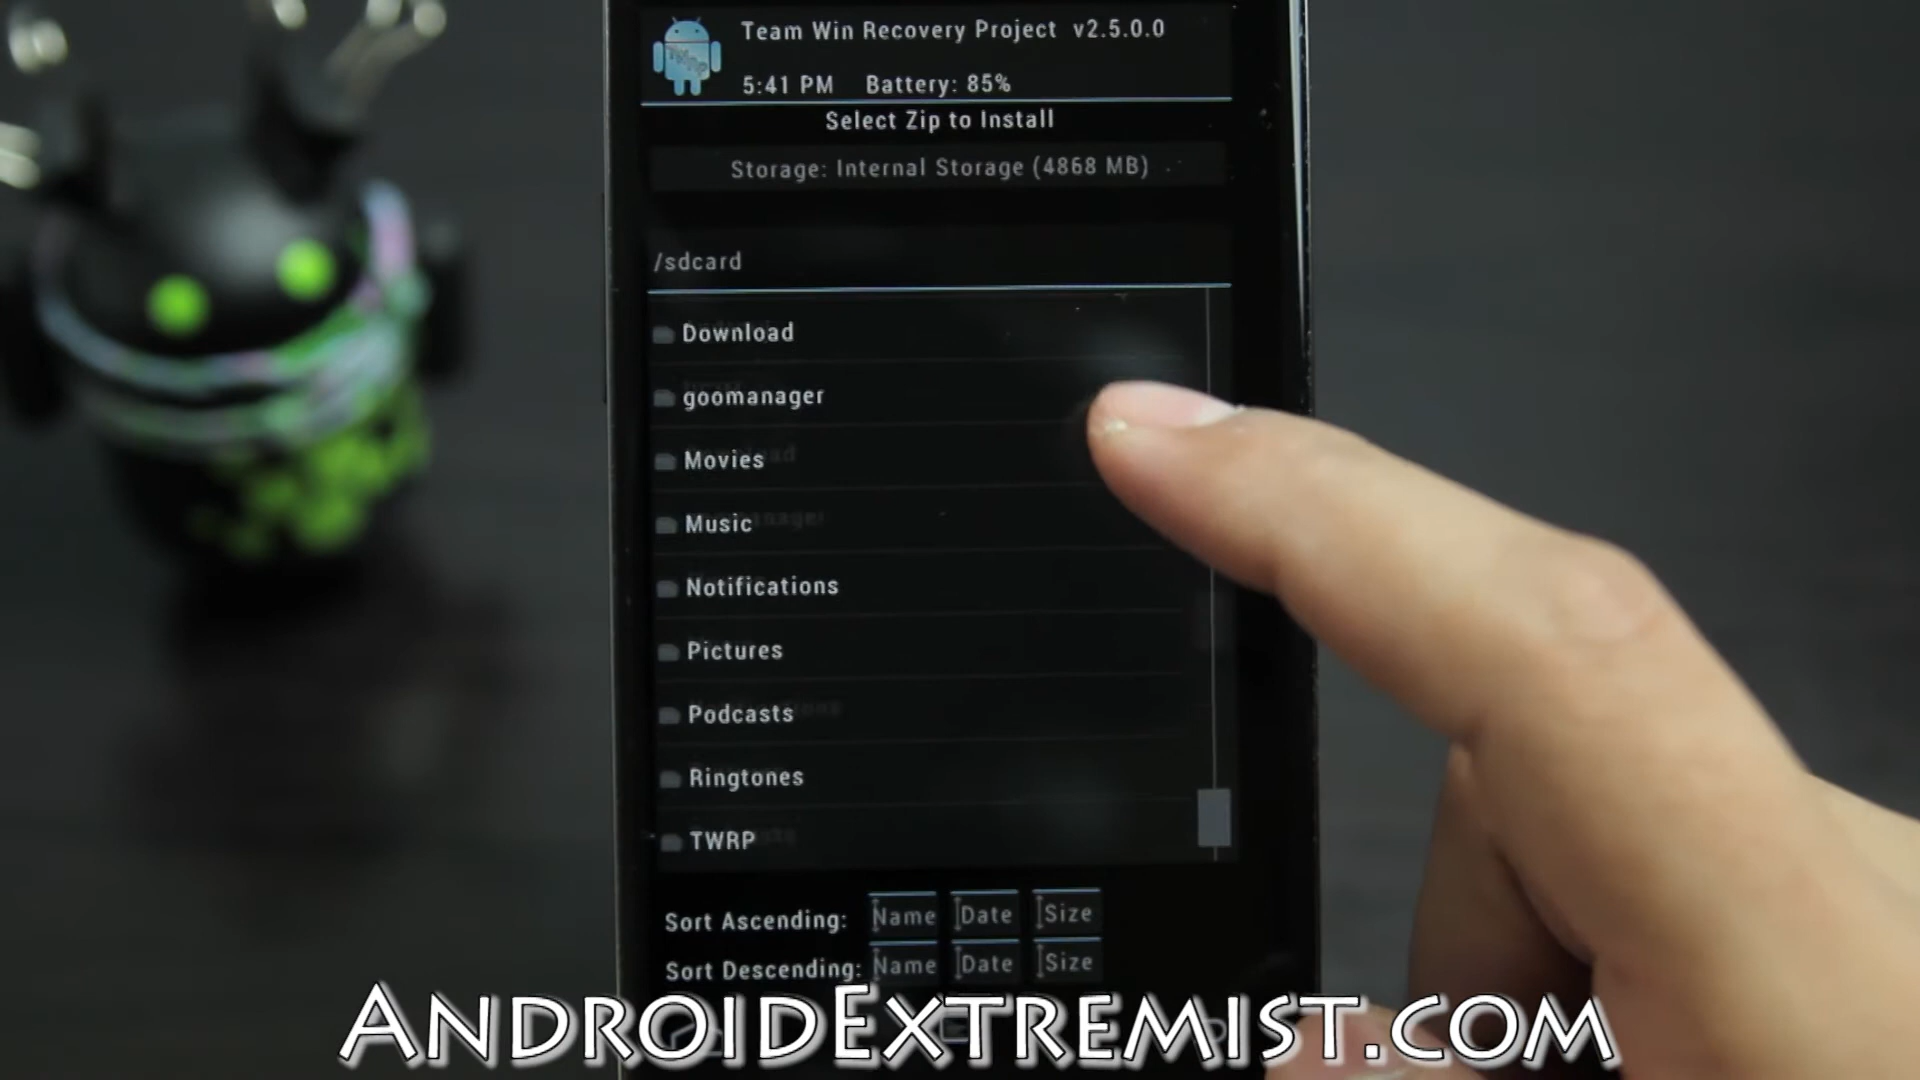 Team Win Recovery Project v2.5.0.0
5:41 PM Battery: 85%
Select Zip to Install
Storage: Internal Storage (4868 MB)
/sdcard
Download
goomanager
Movies
Music
Notifications
Pictures
Podcasts
Ringtones
TWRP
Sort Ascending: Name Date Size
Sort Descending: Name Date Size
AndroidExtremist.com